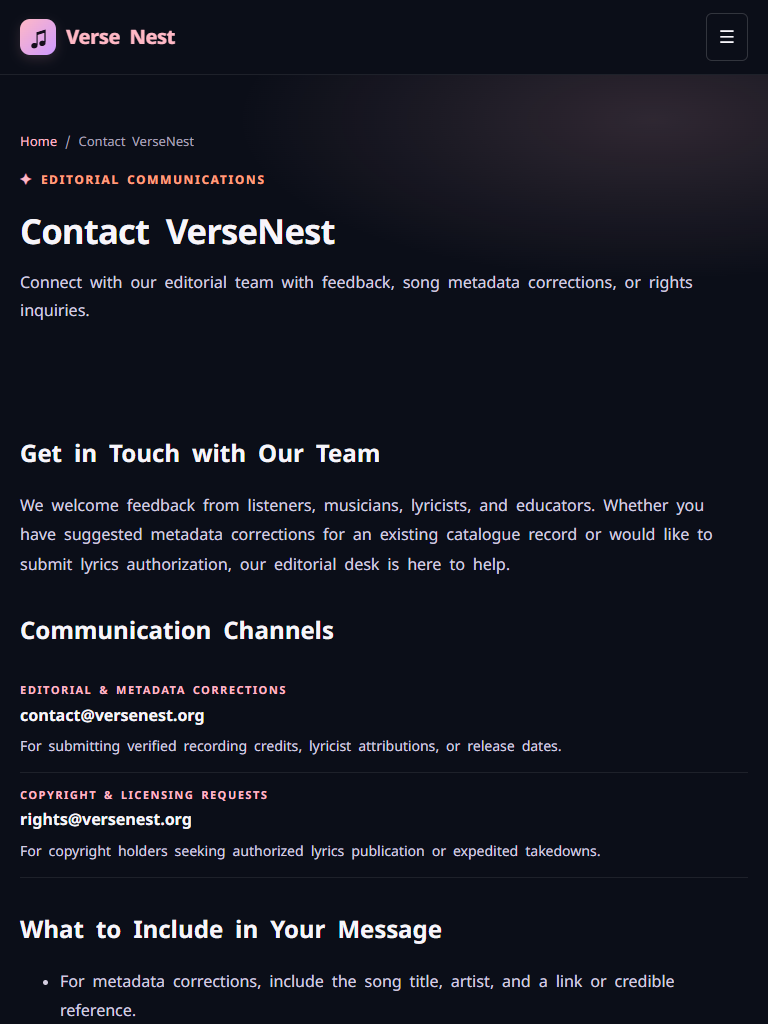 Verse Nest
Home / Contact VerseNest
✦ EDITORIAL COMMUNICATIONS
Contact VerseNest
Connect with our editorial team with feedback, song metadata corrections, or rights
inquiries.
Get in Touch with Our Team
We welcome feedback from listeners, musicians, lyricists, and educators. Whether you
have suggested metadata corrections for an existing catalogue record or would like to
submit lyrics authorization, our editorial desk is here to help.
Communication Channels
EDITORIAL & METADATA CORRECTIONS
contact@versenest.org
For submitting verified recording credits, lyricist attributions, or release dates.
COPYRIGHT & LICENSING REQUESTS
rights@versenest.org
For copyright holders seeking authorized lyrics publication or expedited takedowns.
What to Include in Your Message
• For metadata corrections, include the song title, artist, and a link or credible
reference.